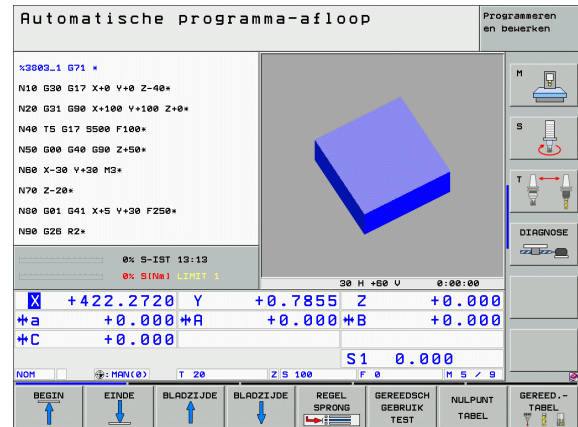 Automatische programma-afloop
Programmeren en bewerken
%3803_1 G71 *
N10 G30 G17 X+0 Y+0 Z-40*
N20 G31 G90 X+100 Y+100 Z+0*
N40 T5 G17 S500 F100*
N50 G00 G40 G90 Z+50*
N60 X-30 Y+30 M3*
N70 Z-20*
N80 G01 G41 X+5 Y+30 F250*
N90 G26 R2*
0% S-IST 13:13
0% S[Nm] LIMIT 1
30 H +60 V 0:00:00
M
S
T
DIAGNOSE
X +422.2720 Y +0.7855 Z +0.000
a +0.000 A +0.000 B +0.000
C +0.000
S1 0.000
NOM : MAN(0) T 20 Z S 100 F 0 M 5 / 9
BEGIN
EINDE
BLADZIJDE
BLADZIJDE
REGEL SPRONG
GEREEDSCH GEBRUIK TEST
NULPUNT TABEL
GEREED.- TABEL